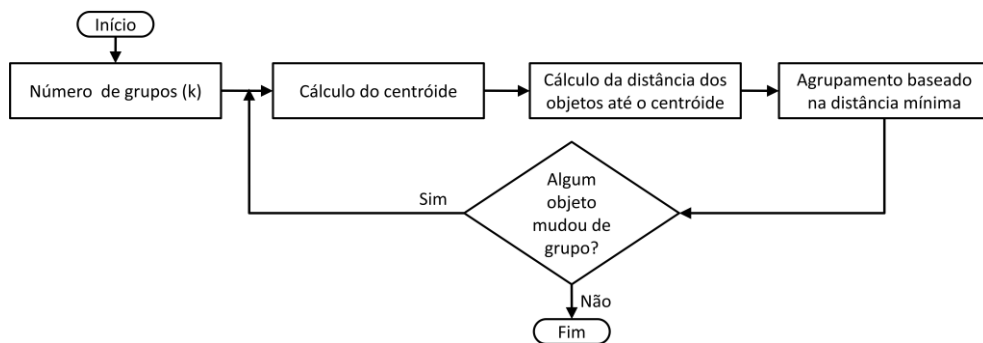 Início
Número de grupos (k)
Cálculo do centróide
Cálculo da distância dos
objetos até o centróide
Agrupamento baseado
na distância mínima
Algum
objeto
mudou de
grupo?
Sim
Não
Fim